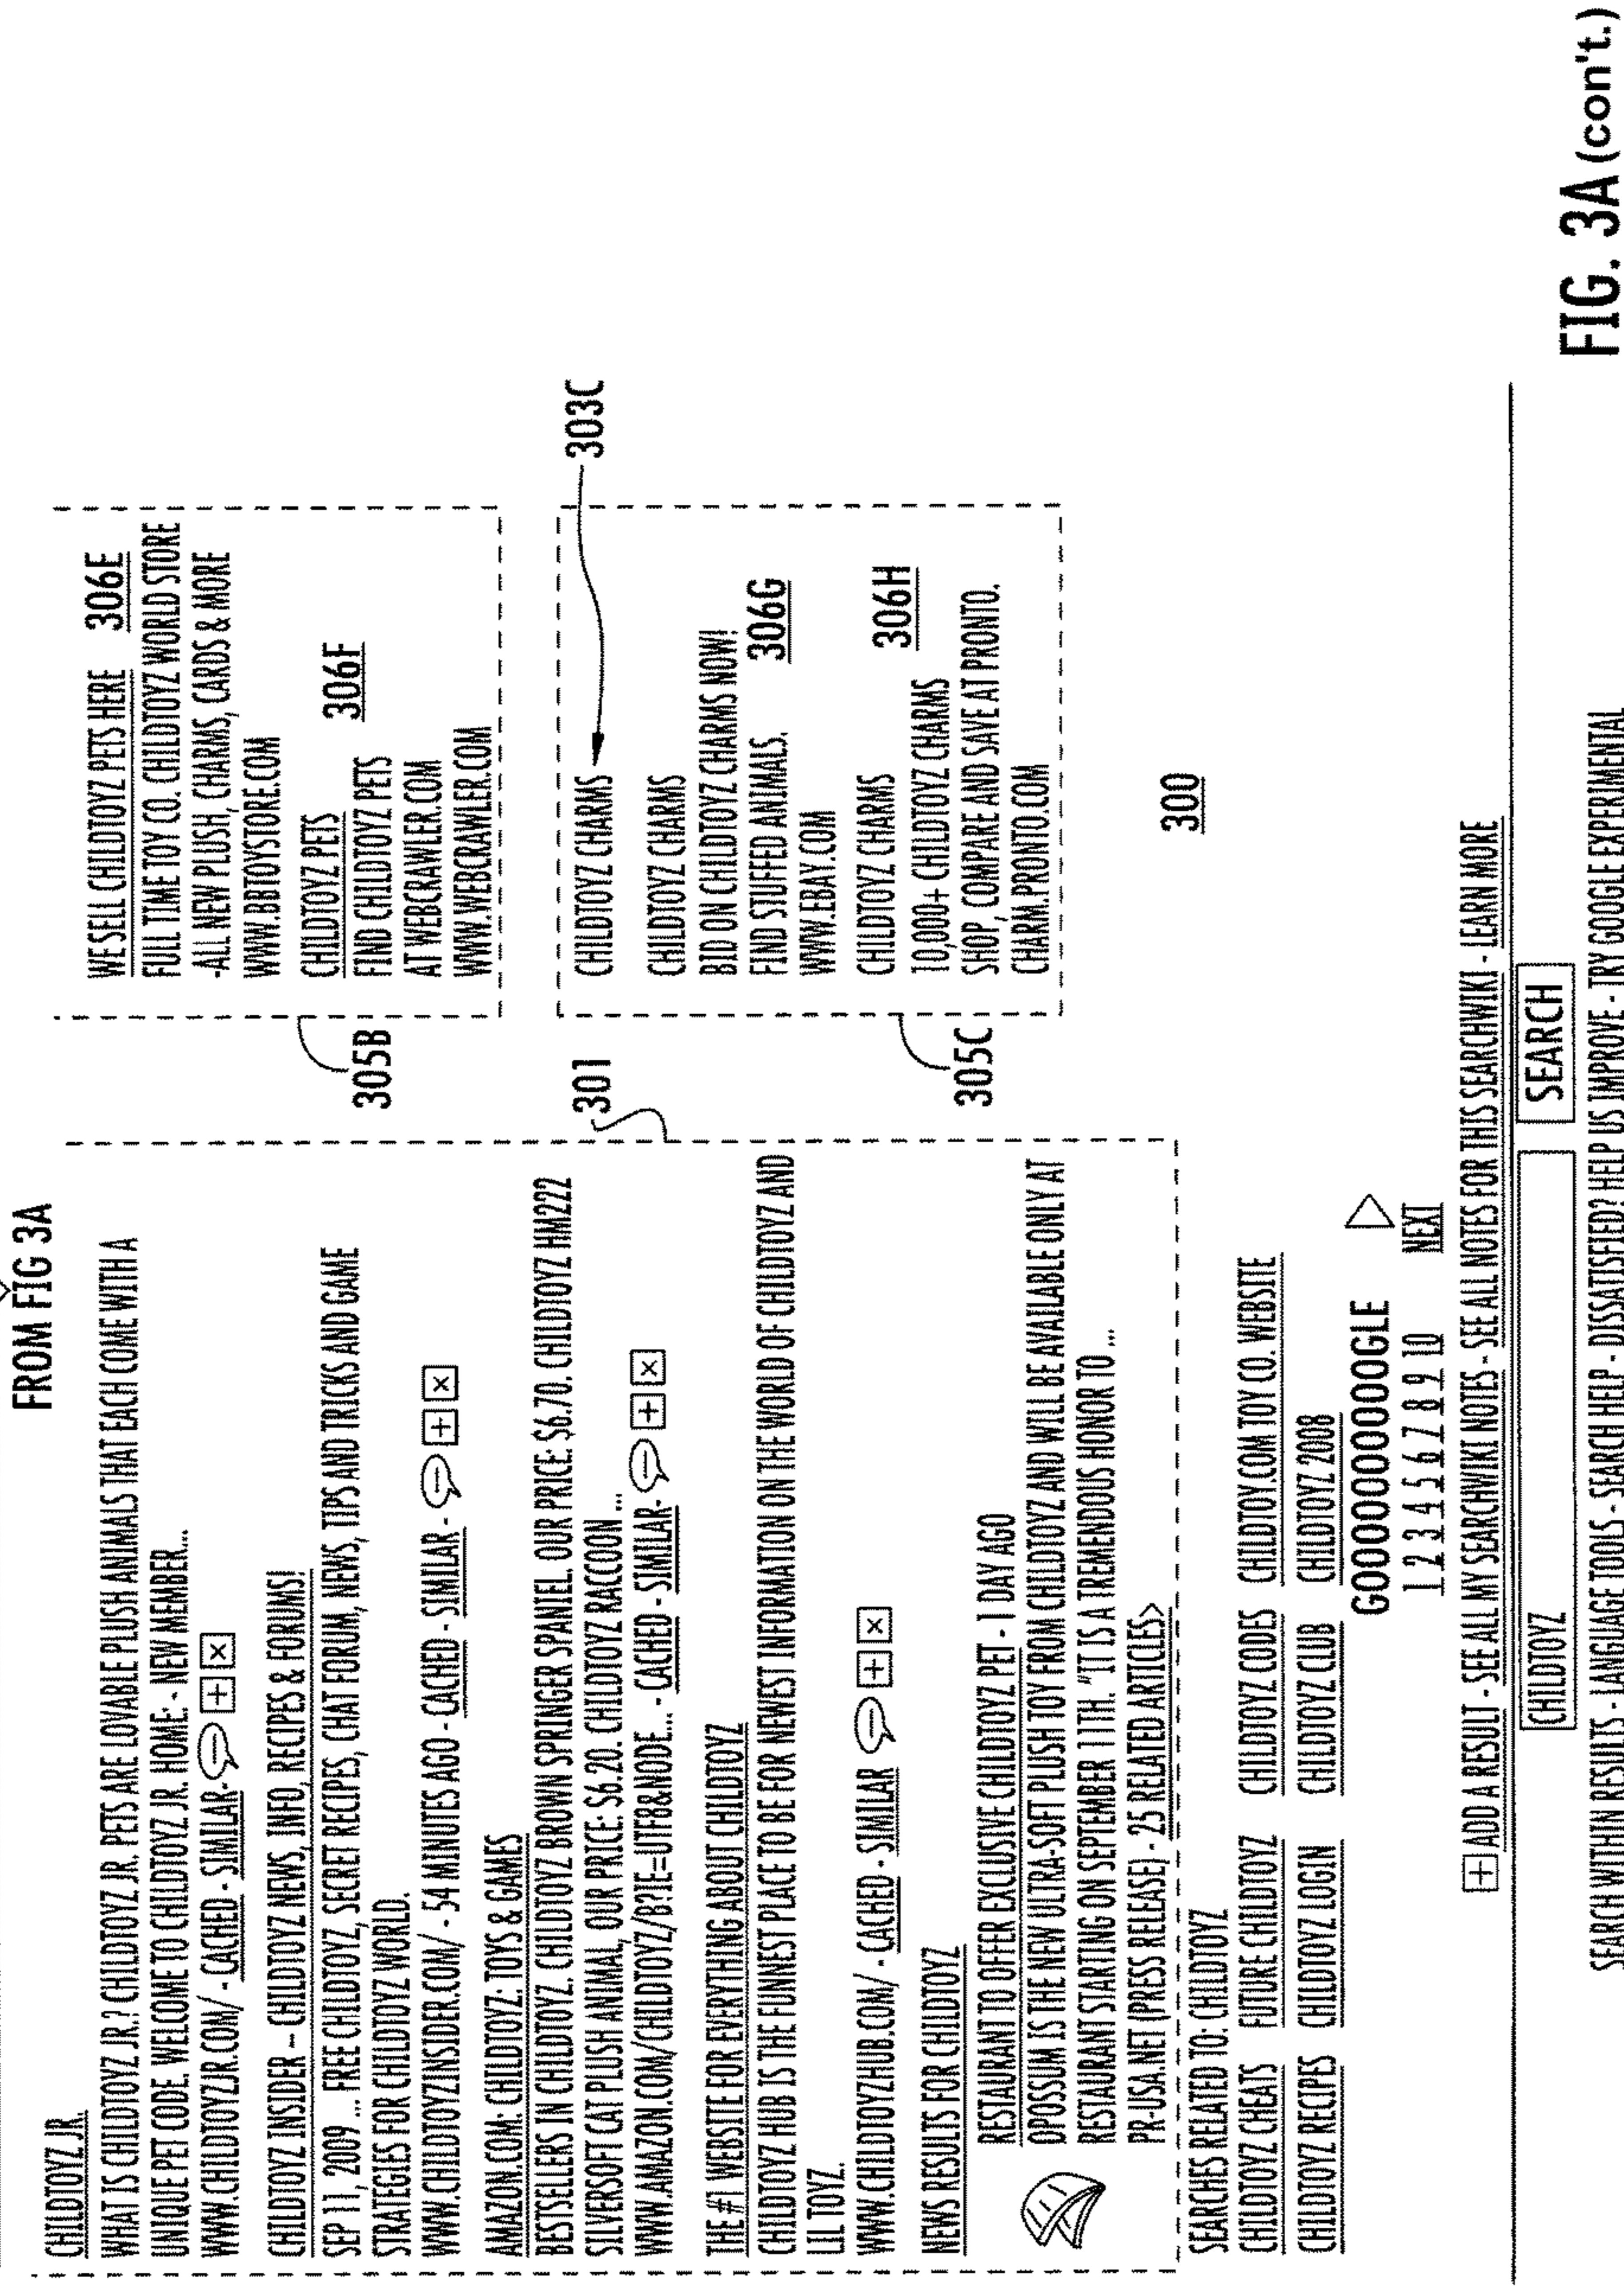 FROM FIG 3A
CHILDTOYZ JR.
WHAT IS CHILDTOYZ JR.? CHILDTOYZ JR. PETS ARE LOVABLE PLUSH ANIMALS THAT EACH COME WITH A
UNIQUE PET CODE. WELCOME TO CHILDTOYZ JR. HOME: - NEW MEMBER...
WWW.CHILDTOYZJR.COM/ - CACHED - SIMILAR-
CHILDTOYZ INSIDER – CHILDTOYZ NEWS, INFO, RECIPES & FORUMS!
SEP 11, 2009 ... FREE CHILDTOYZ, SECRET RECIPES, CHAT FORUM, NEWS, TIPS AND TRICKS AND GAME
STRATEGIES FOR CHILDTOYZ WORLD.
WWW.CHILDTOYZINSIDER.COM/ - 54 MINUTES AGO - CACHED - SIMILAR -
AMAZON.COM: CHILDTOYZ: TOYS & GAMES
BESTSELLERS IN CHILDTOYZ. CHILDTOYZ BROWN SPRINGER SPANIEL. OUR PRICE: $6.70. CHILDTOYZ HM222
SILVERSOFT CAT PLUSH ANIMAL, OUR PRICE: $6.20. CHILDTOYZ RACCOON ...
WWW.AMAZON.COM/CHILDTOYZ/B?IE=UTF8&NODE... - CACHED - SIMILAR-
THE #1 WEBSITE FOR EVERYTHING ABOUT CHILDTOYZ
CHILDTOYZ HUB IS THE FUNNEST PLACE TO BE FOR NEWEST INFORMATION ON THE WORLD OF CHILDTOYZ AND
LIL TOYZ.
WWW.CHILDTOYZHUB.COM/ - CACHED - SIMILAR
NEWS RESULTS FOR CHILDTOYZ
RESTAURANT TO OFFER EXCLUSIVE CHILDTOYZ PET - 1 DAY AGO
OPOSSUM IS THE NEW ULTRA-SOFT PLUSH TOY FROM CHILDTOYZ AND WILL BE AVAILABLE ONLY AT
RESTAURANT STARTING ON SEPTEMBER 11TH. "IT IS A TREMENDOUS HONOR TO ...
PR-USA.NET (PRESS RELEASE) - 25 RELATED ARTICLES>
301
WE SELL CHILDTOYZ PETS HERE 306E
FULL TIME TOY CO. CHILDTOYZ WORLD STORE
-ALL NEW PLUSH, CHARMS, CARDS & MORE
WWW.BBTOYSTORE.COM
CHILDTOYZ PETS 306F
FIND CHILDTOYZ PETS
AT WEBCRAWLER.COM
WWW.WEBCRAWLER.COM
305B
CHILDTOYZ CHARMS 303C
CHILDTOYZ CHARMS
BID ON CHILDTOYZ CHARMS NOW!
FIND STUFFED ANIMALS. 306G
WWW.EBAY.COM
CHILDTOYZ CHARMS 306H
10,000+ CHILDTOYZ CHARMS
SHOP, COMPARE AND SAVE AT PRONTO.
CHARM.PRONTO.COM
305C
300
SEARCHES RELATED TO: CHILDTOYZ
CHILDTOYZ CHEATS FUTURE CHILDTOYZ CHILDTOYZ CODES CHILDTOY.COM TOY CO. WEBSITE
CHILDTOYZ RECIPES CHILDTOYZ LOGIN CHILDTOYZ CLUB CHILDTOYZ 2008
GOOOOOOOOOOGLE
1 2 3 4 5 6 7 8 9 10 NEXT
ADD A RESULT - SEE ALL MY SEARCHWIKI NOTES - SEE ALL NOTES FOR THIS SEARCHWIKI - LEARN MORE
CHILDTOYZ SEARCH
SEARCH WITHIN RESULTS - LANGUAGE TOOLS - SEARCH HELP - DISSATISFIED? HELP US IMPROVE - TRY GOOGLE EXPERIMENTAL
FIG. 3A (con't.)